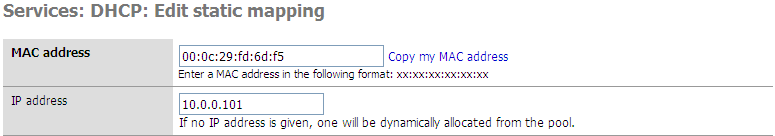 Services: DHCP: Edit static mapping
MAC address
00:0c:29:fd:6d:f5 Copy my MAC address
Enter a MAC address in the following format: xx:xx:xx:xx:xx:xx
IP address
10.0.0.101
If no IP address is given, one will be dynamically allocated from the pool.